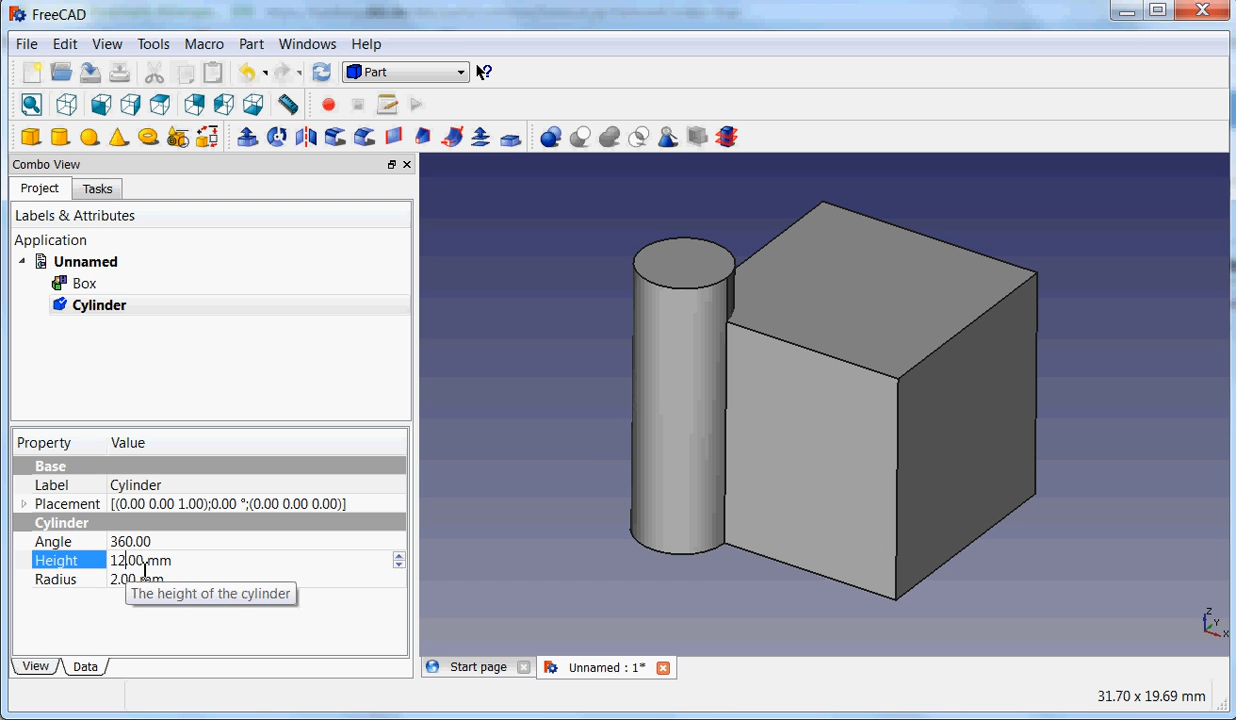 FreeCAD
File Edit View Tools Macro Part Windows Help
Part
Combo View
Project Tasks
Labels & Attributes
Application
Unnamed
Box
Cylinder
Property Value
Base
Label Cylinder
Placement [(0.00 0.00 1.00);0.00 °;(0.00 0.00 0.00)]
Cylinder
Angle 360.00
Height 12.00 mm
Radius 2.00 mm
The height of the cylinder
View Data
Start page Unnamed : 1*
31.70 x 19.69 mm
Z
Y
X